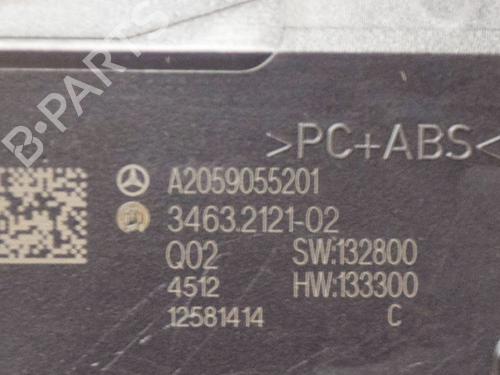 B-PARTS
>PC+ABS<
A2059055201
3463.2121-02
Q02 SW:132800
4512 HW:133300
12581414 C